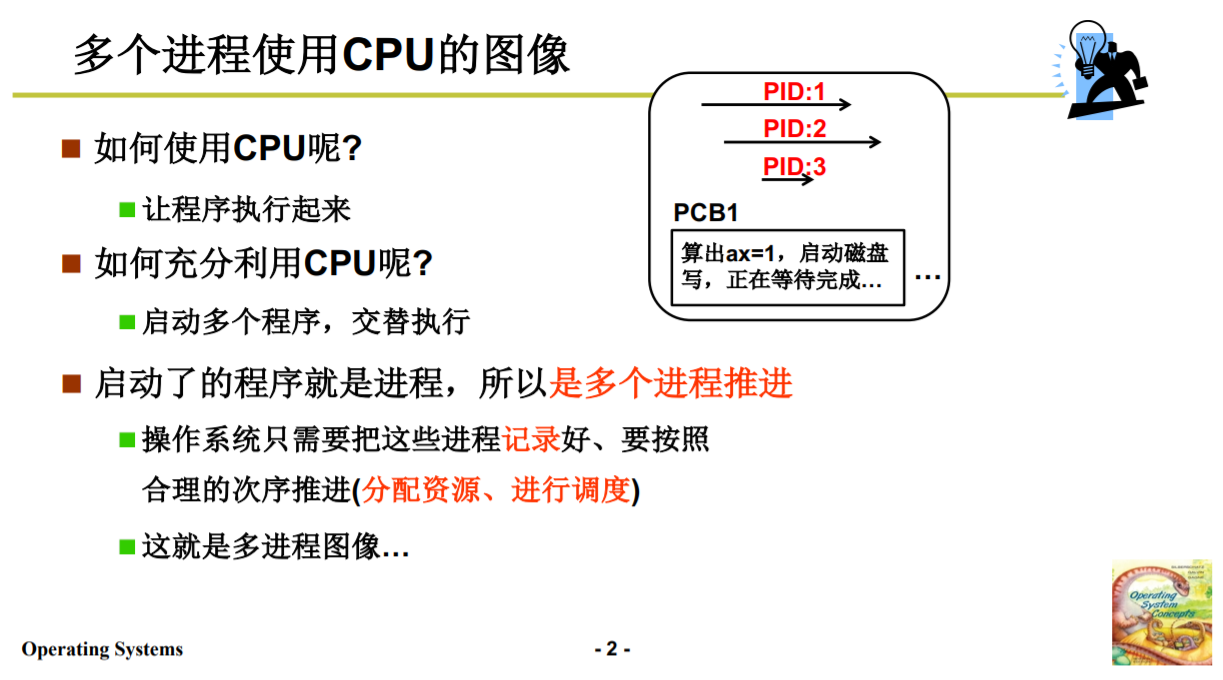 多个进程使用CPU的图像
PID:1
PID:2
PID:3
PCB1
算出ax=1，启动磁盘
写，正在等待完成…
…
如何使用CPU呢?
让程序执行起来
如何充分利用CPU呢?
启动多个程序，交替执行
启动了的程序就是进程，所以是多个进程推进
操作系统只需要把这些进程记录好、要按照
合理的次序推进(分配资源、进行调度)
这就是多进程图像…
Operating Systems
- 2 -
Operating
System
Concepts